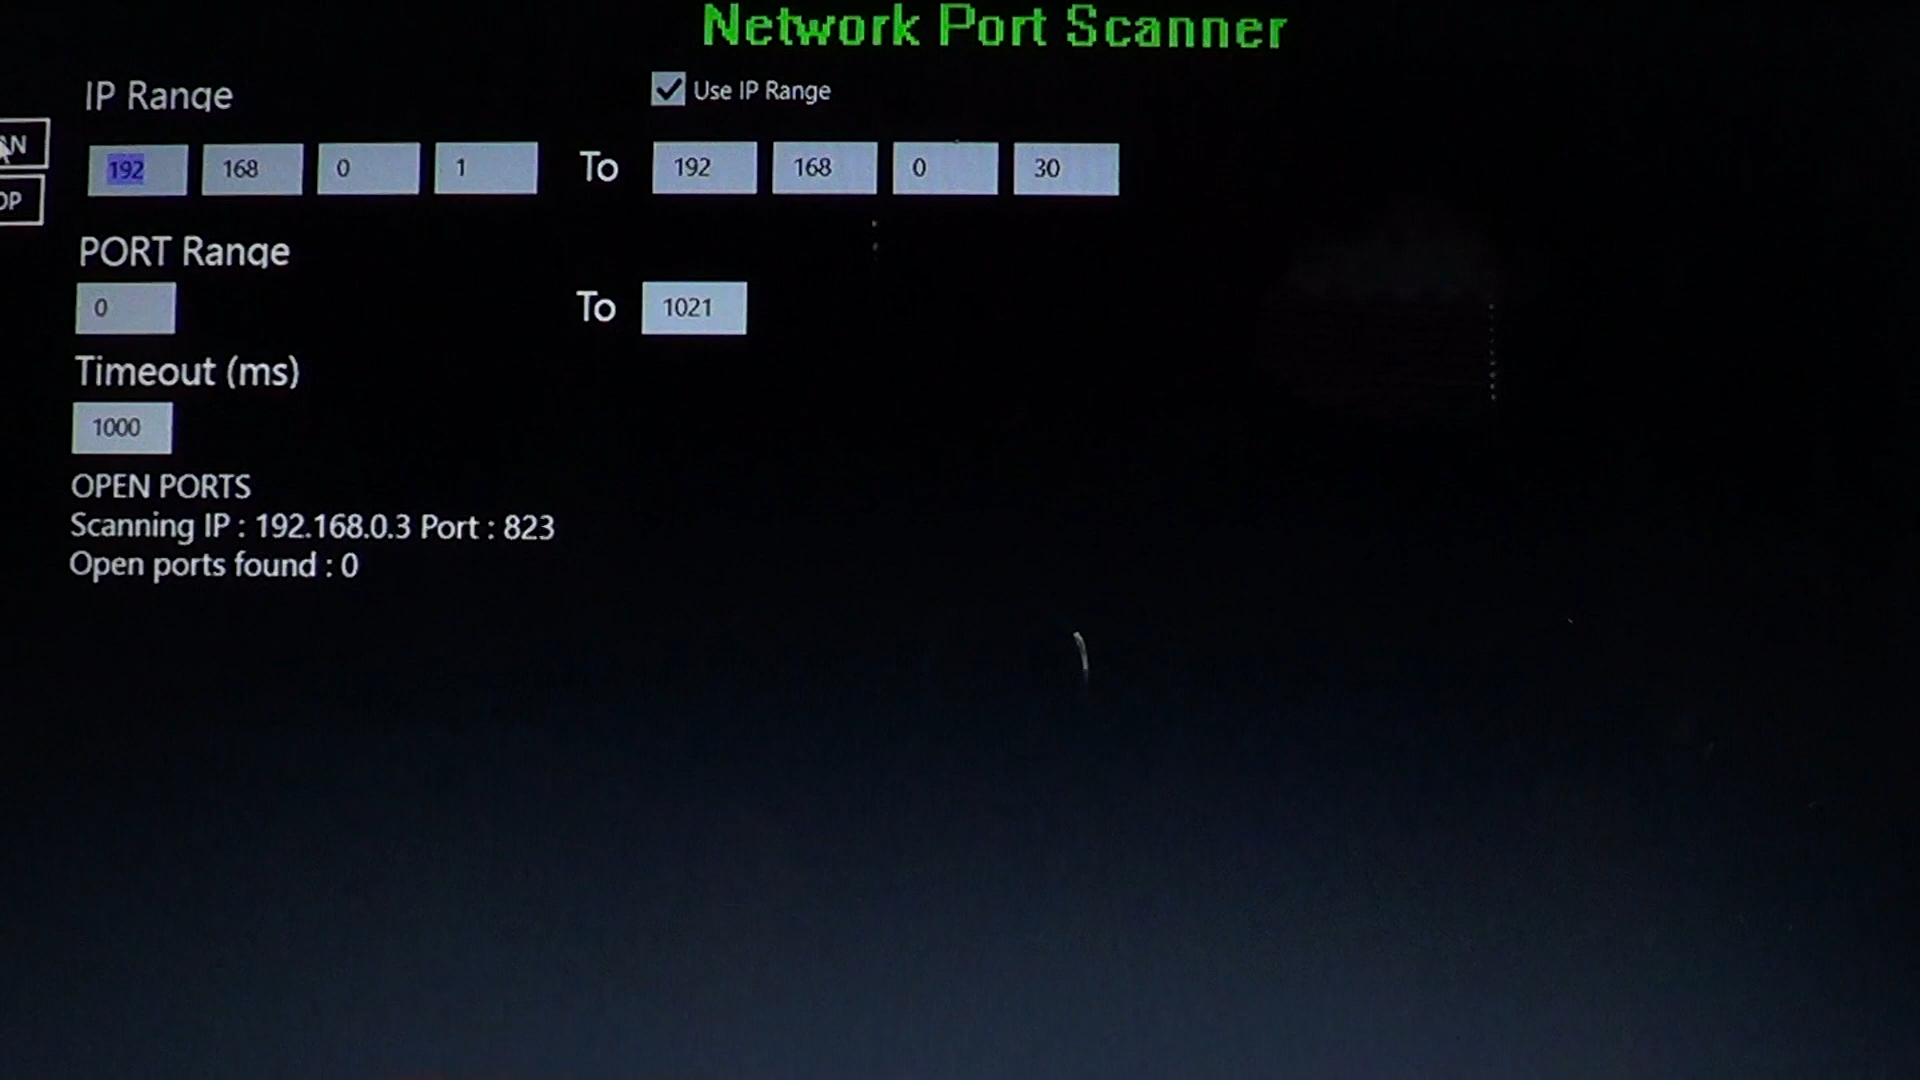 Network Port Scanner
IP Range
Use IP Range
AN
192 168 0 1 To 192 168 0 30
OP
PORT Range
0 To 1021
Timeout (ms)
1000
OPEN PORTS
Scanning IP : 192.168.0.3 Port : 823
Open ports found : 0